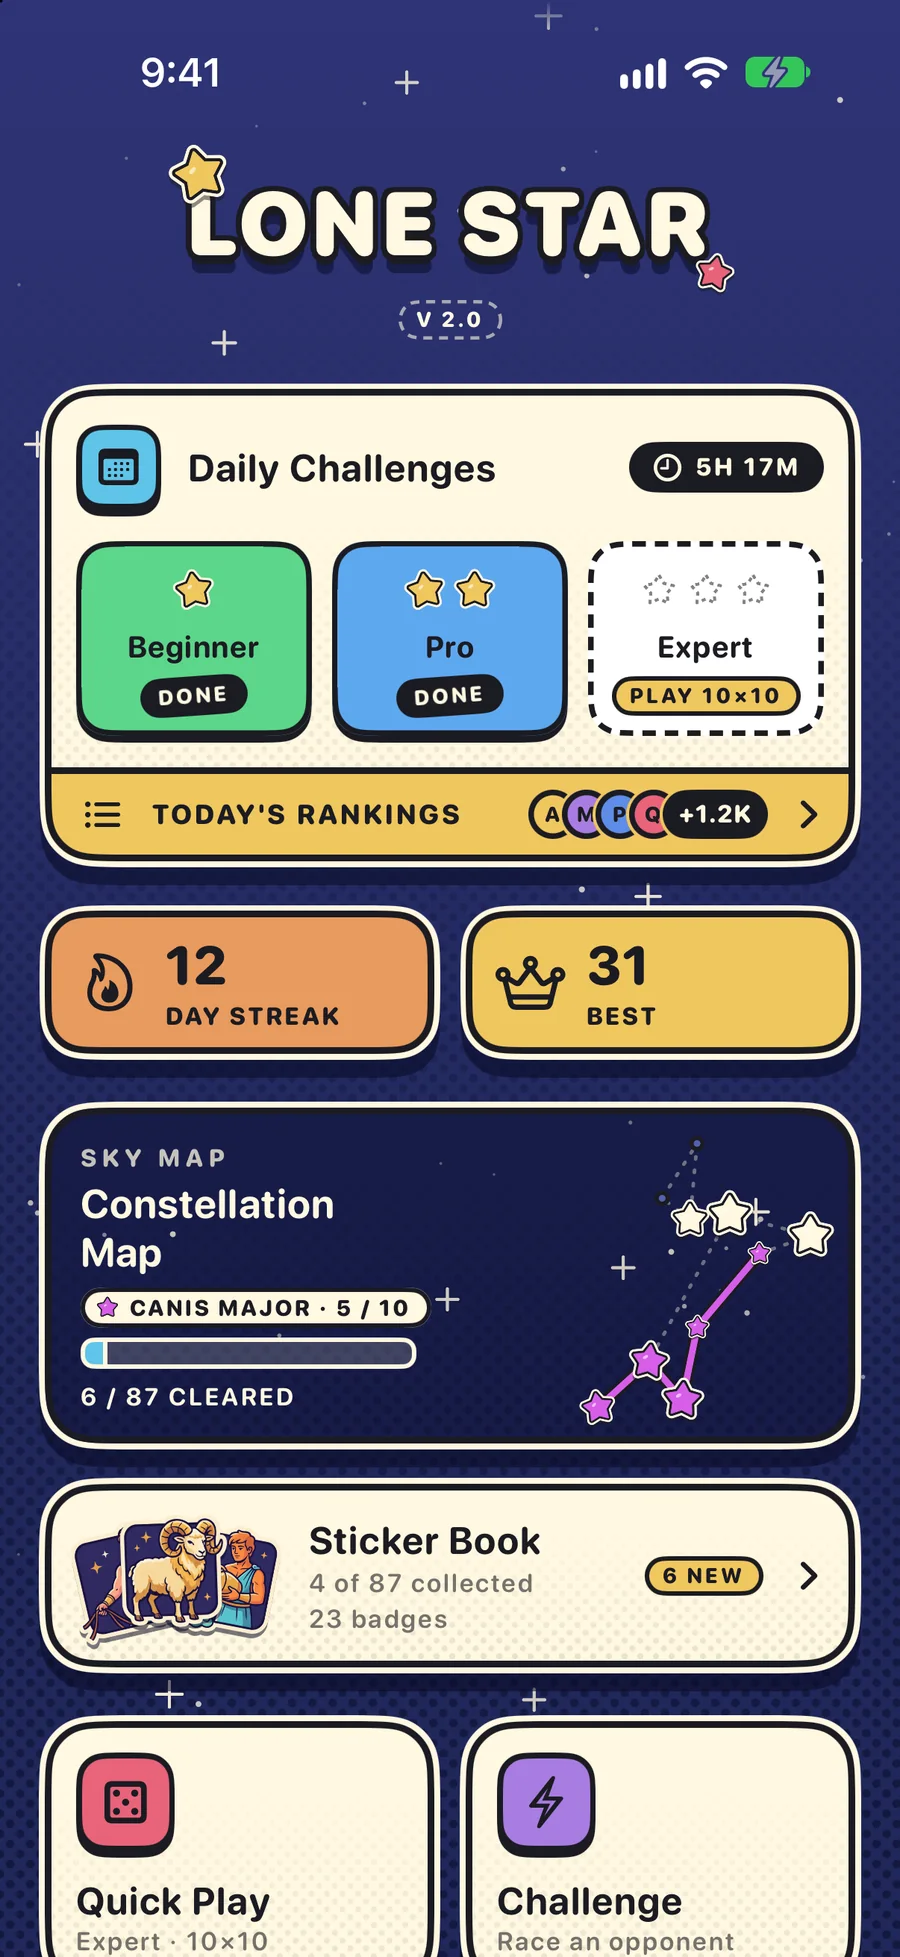 9:41
LONE STAR
V 2.0
Daily Challenges
5H 17M
Beginner
DONE
Pro
DONE
Expert
PLAY 10×10
TODAY'S RANKINGS
A M P Q +1.2K
12
DAY STREAK
31
BEST
SKY MAP
Constellation
Map
CANIS MAJOR · 5 / 10
6 / 87 CLEARED
Sticker Book
4 of 87 collected
23 badges
6 NEW
Quick Play
Expert · 10×10
Challenge
Race an opponent